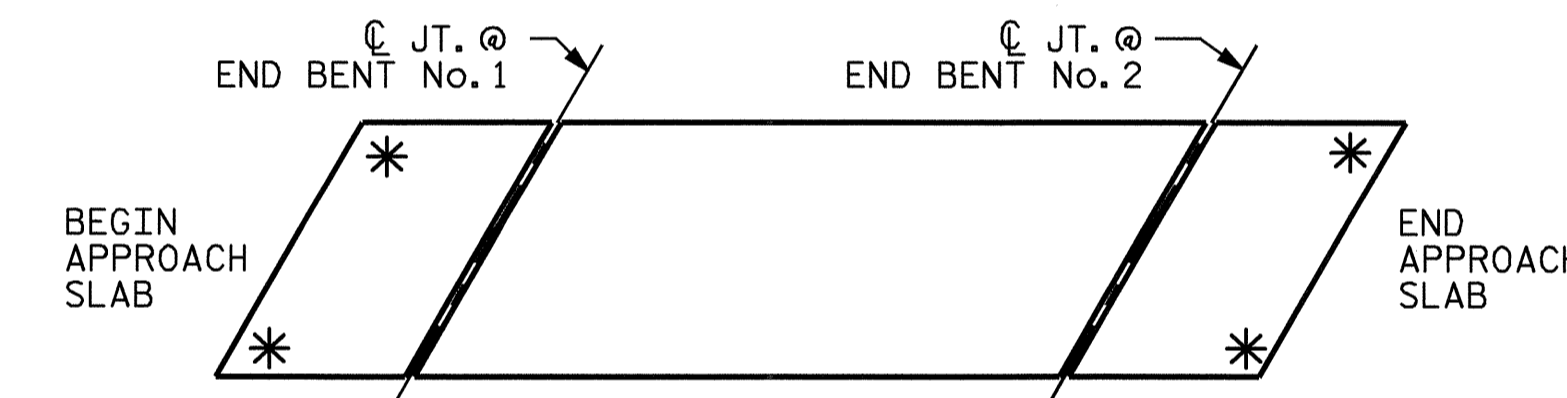 ℄ JT. @
END BENT No. 1
℄ JT. @
END BENT No. 2
BEGIN
APPROACH
SLAB
END
APPROACH
SLAB